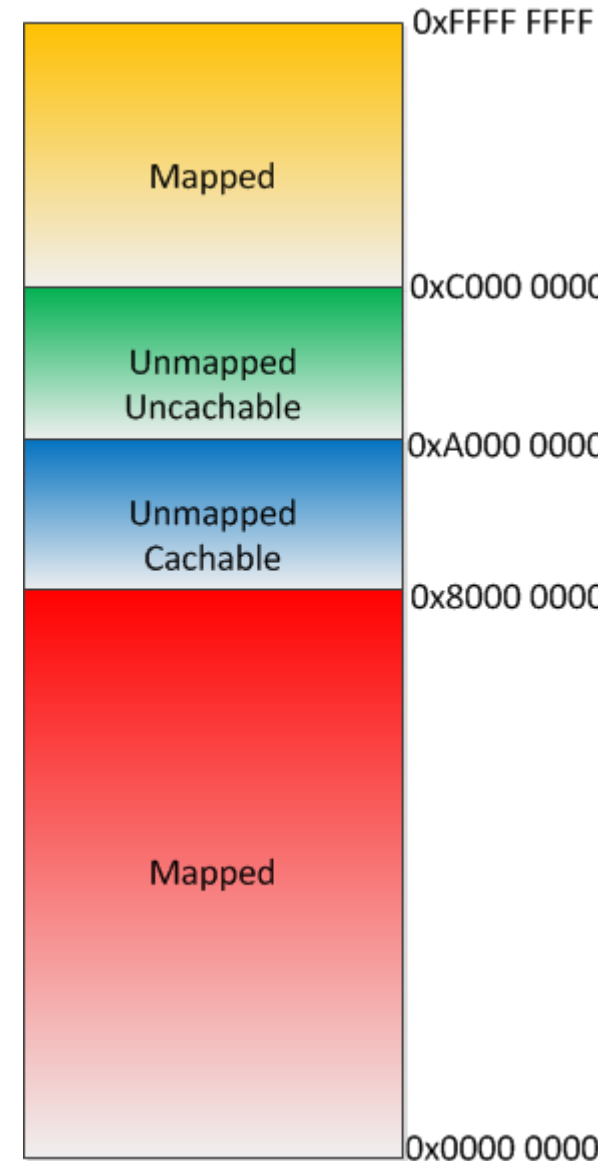 0xFFFF FFFF
Mapped
0xC000 0000
Unmapped
Uncachable
0xA000 0000
Unmapped
Cachable
0x8000 0000
Mapped
0x0000 0000